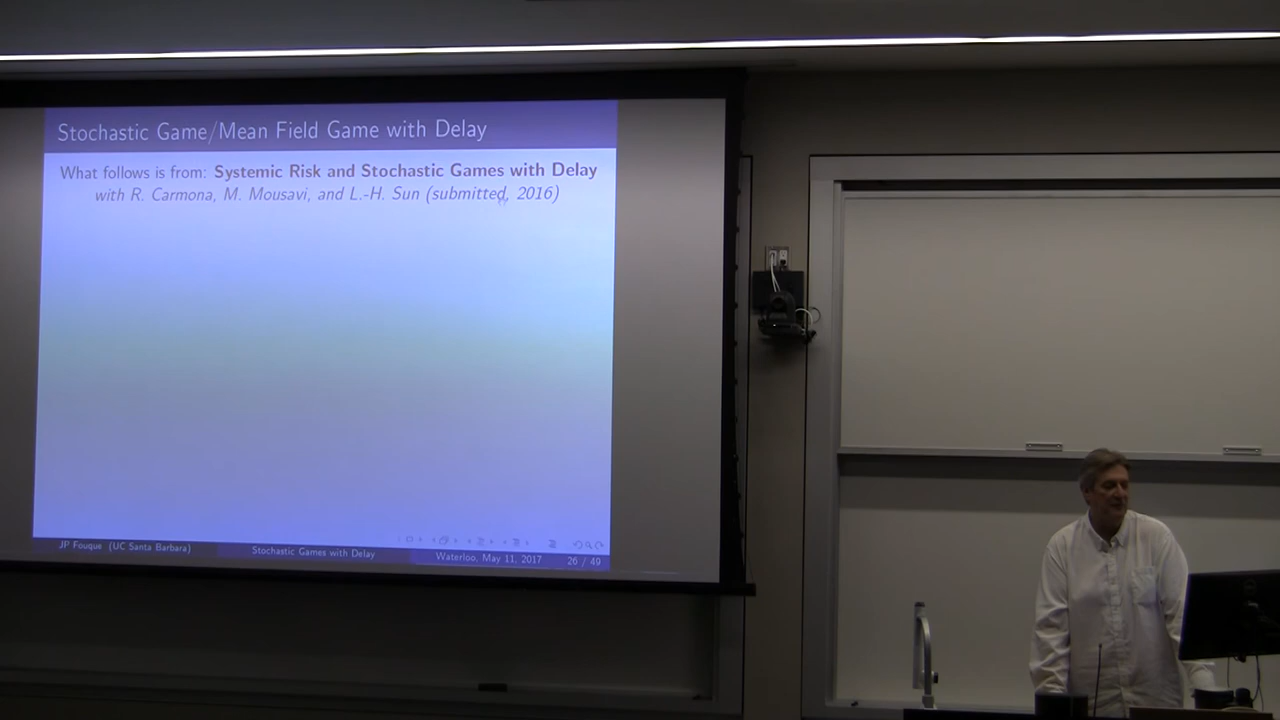 Stochastic Game/Mean Field Game with Delay
What follows is from: Systemic Risk and Stochastic Games with Delay
with R. Carmona, M. Mousavi, and L.-H. Sun (submitted, 2016)
JP Fouque (UC Santa Barbara) Stochastic Games with Delay Waterloo, May 11, 2017 26 / 49